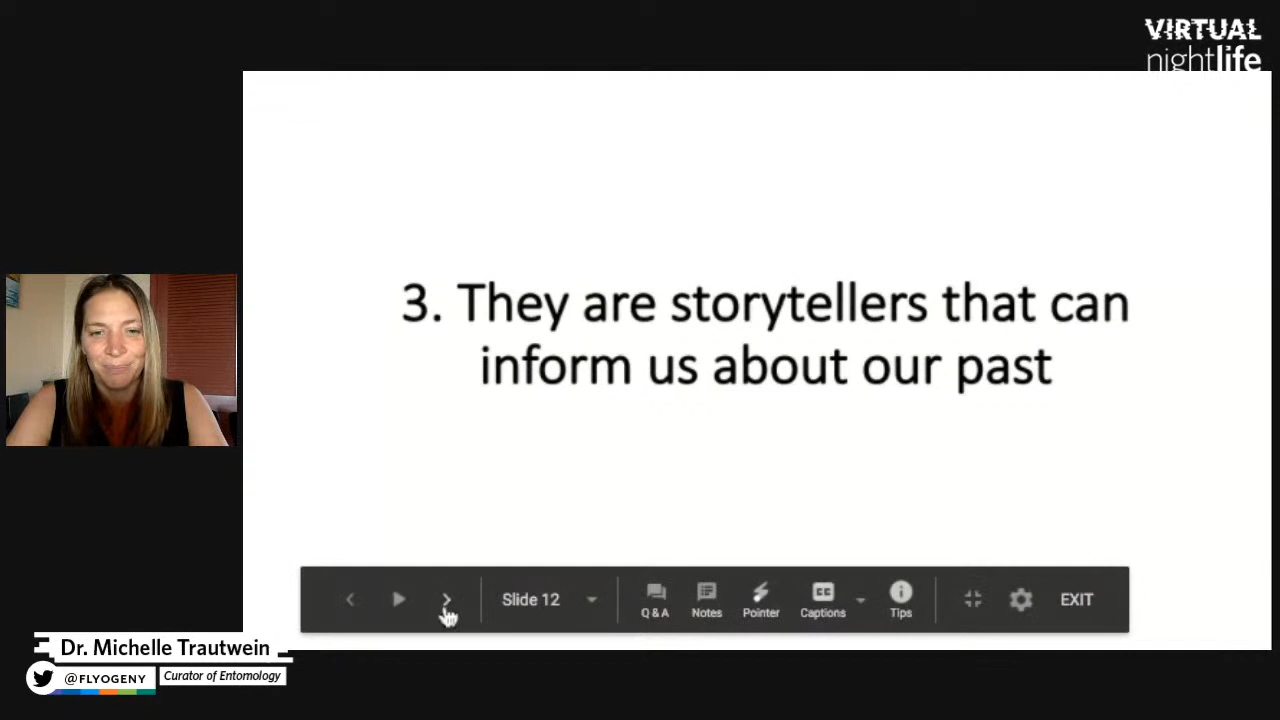 VIRTUAL
nightlife
3. They are storytellers that can
inform us about our past
Slide 12
Q & A
Notes
Pointer
CC
Captions
Tips
EXIT
Dr. Michelle Trautwein
@FLYOGENY
Curator of Entomology